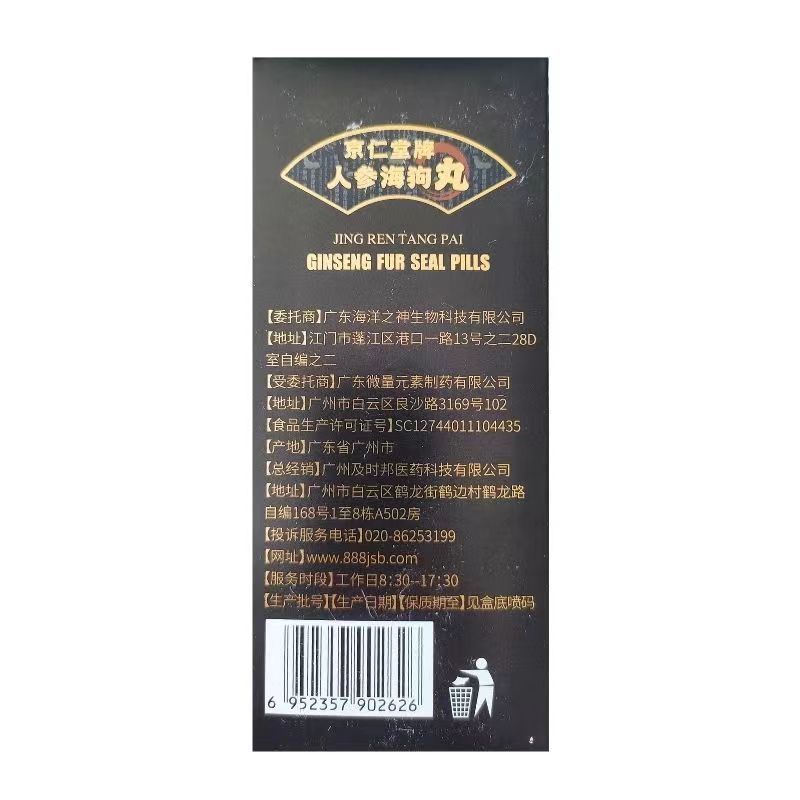 京仁堂牌
人参海狗丸
JING REN TANG PAI
GINSENG FUR SEAL PILLS
【委托商】广东海洋之神生物科技有限公司
【地址】江门市蓬江区港口一路13号之二28D
室自编之二
【受委托商】广东微量元素制药有限公司
【地址】广州市白云区良沙路3169号102
【食品生产许可证号】SC12744011104435
【产地】广东省广州市
【总经销】广州及时邦医药科技有限公司
【地址】广州市白云区鹤龙街鹤边村鹤龙路
自编168号1至8栋A502房
【投诉服务电话】020-86253199
【网址】www.888jsb.com
【服务时段】工作日8:30--17:30
【生产批号】【生产日期】【保质期至】见盒底喷码
6 952357 902626